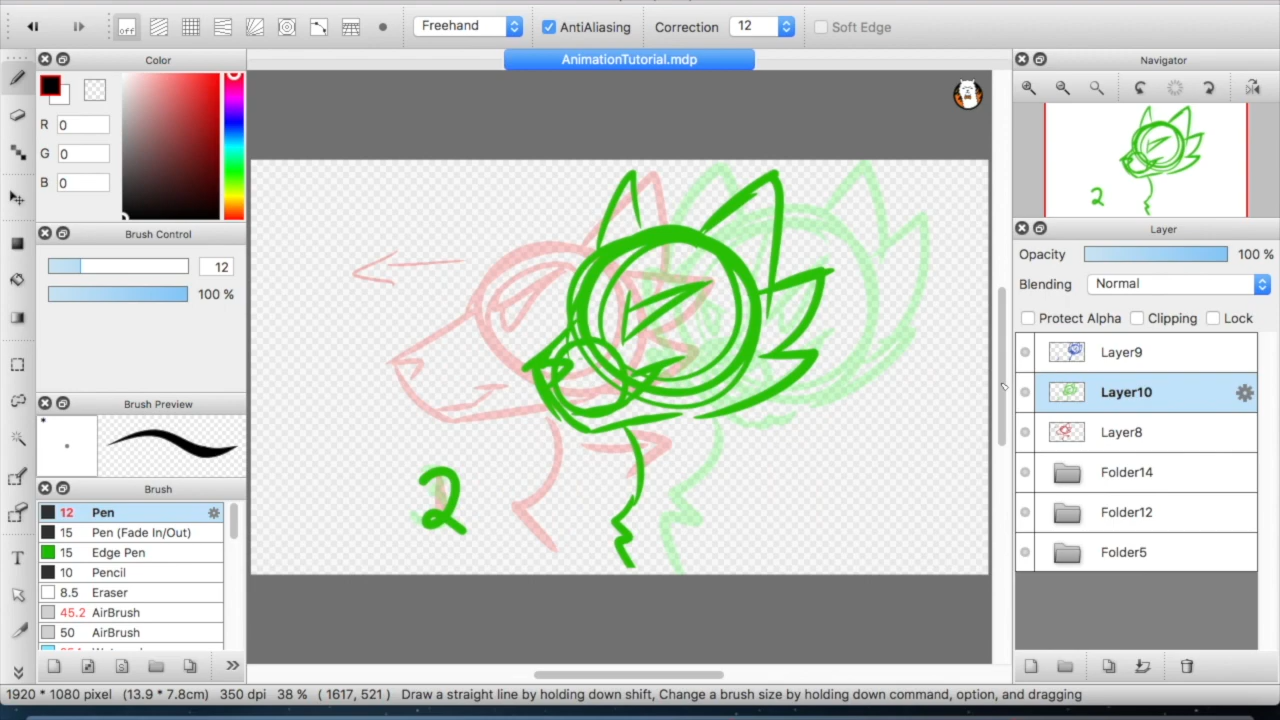 off
Freehand
AntiAliasing
Correction
12
Soft Edge
Color
AnimationTutorial.mdp
Navigator
R 0
G 0
B 0
Brush Control
12
100 %
Brush Preview
*
Brush
12 Pen
15 Pen (Fade In/Out)
15 Edge Pen
10 Pencil
8.5 Eraser
45.2 AirBrush
50 AirBrush
2
2
Layer
Opacity 100 %
Blending Normal
Protect Alpha Clipping Lock
Layer9
Layer10
Layer8
Folder14
Folder12
Folder5
1920 * 1080 pixel (13.9 * 7.8cm) 350 dpi 38 % ( 1617, 521 ) Draw a straight line by holding down shift, Change a brush size by holding down command, option, and dragging